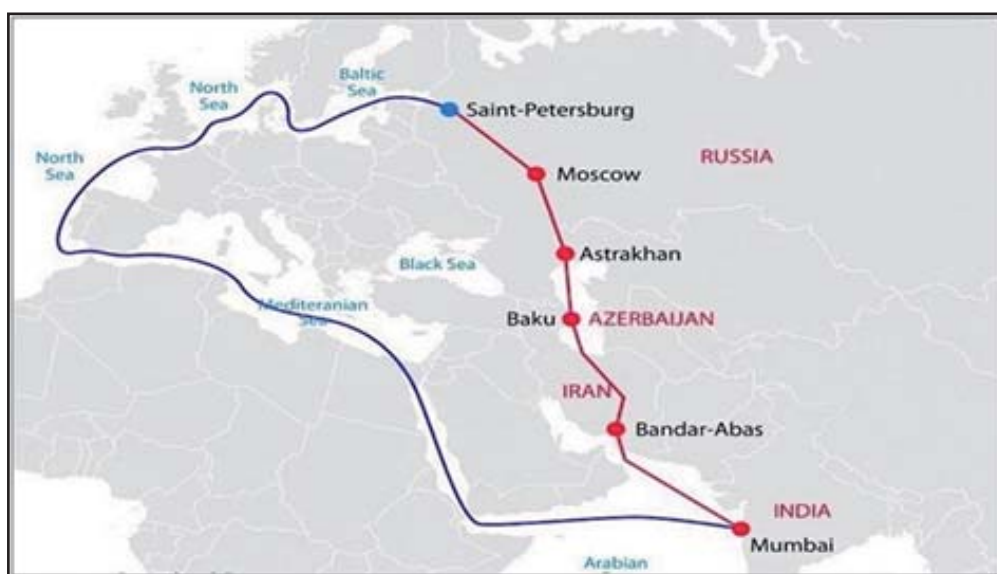 Baltic
Sea
North
Sea
Saint-Petersburg
North
Sea
RUSSIA
Moscow
Astrakhan
Black Sea
Mediteranian
Sea
Baku
AZERBAIJAN
IRAN
Bandar-Abas
INDIA
Mumbai
Arabian